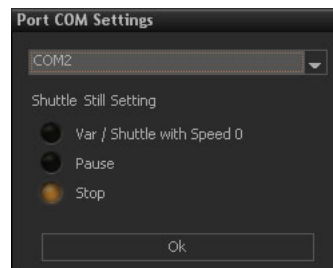 Port COM Settings
COM2
Shuttle Still Setting
Var / Shuttle with Speed 0
Pause
Stop
Ok